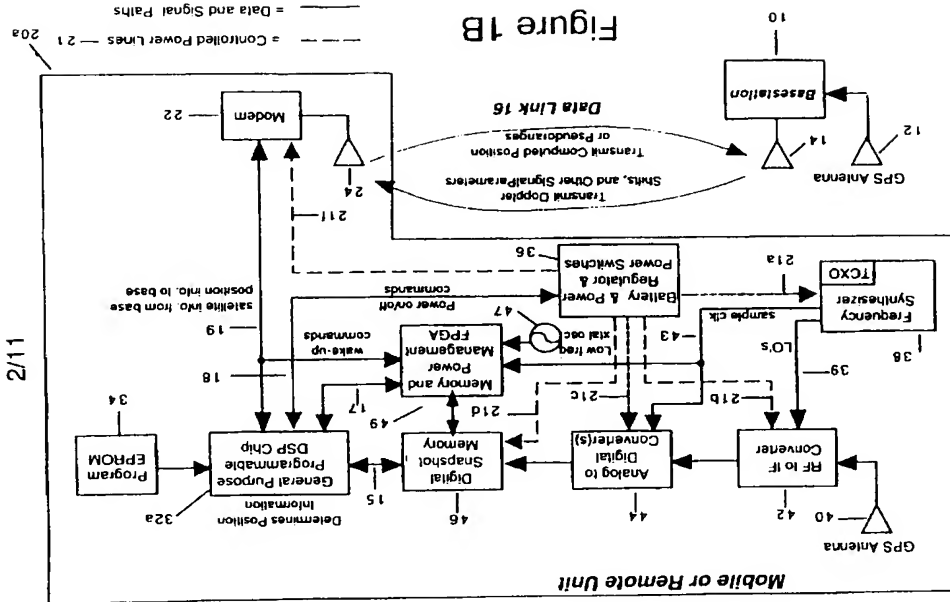 2/11
Mobile or Remote Unit
GPS Antenna
40
42
RF to IF
Converter
44
Analog to
Digital
Converter(s)
46
Digital
Snapshot
Memory
15
Determines Position
Information
32a
General Purpose
Programmable
DSP Chip
34
Program
EPROM
38
Frequency
Synthesizer
TCXO
39
LO's
21b
21c
21d
43
sample clk
21a
49
Memory and
Power
Management
FPGA
17
18
19
wake-up
commands
Low freq
xtal osc
47
Power on/off
commands
satellite info. from base
position info. to base
Battery & Power
Regulator &
Power Switches
36
21f
GPS Antenna
12
14
Basestation
10
Transmit Doppler
Shifts, and Other SignalParameters
Transmit Computed Position
or Pseudoranges
Data Link 16
24
Modem
22
20a
Figure 1B
= Controlled Power Lines — 21
= Data and Signal Paths